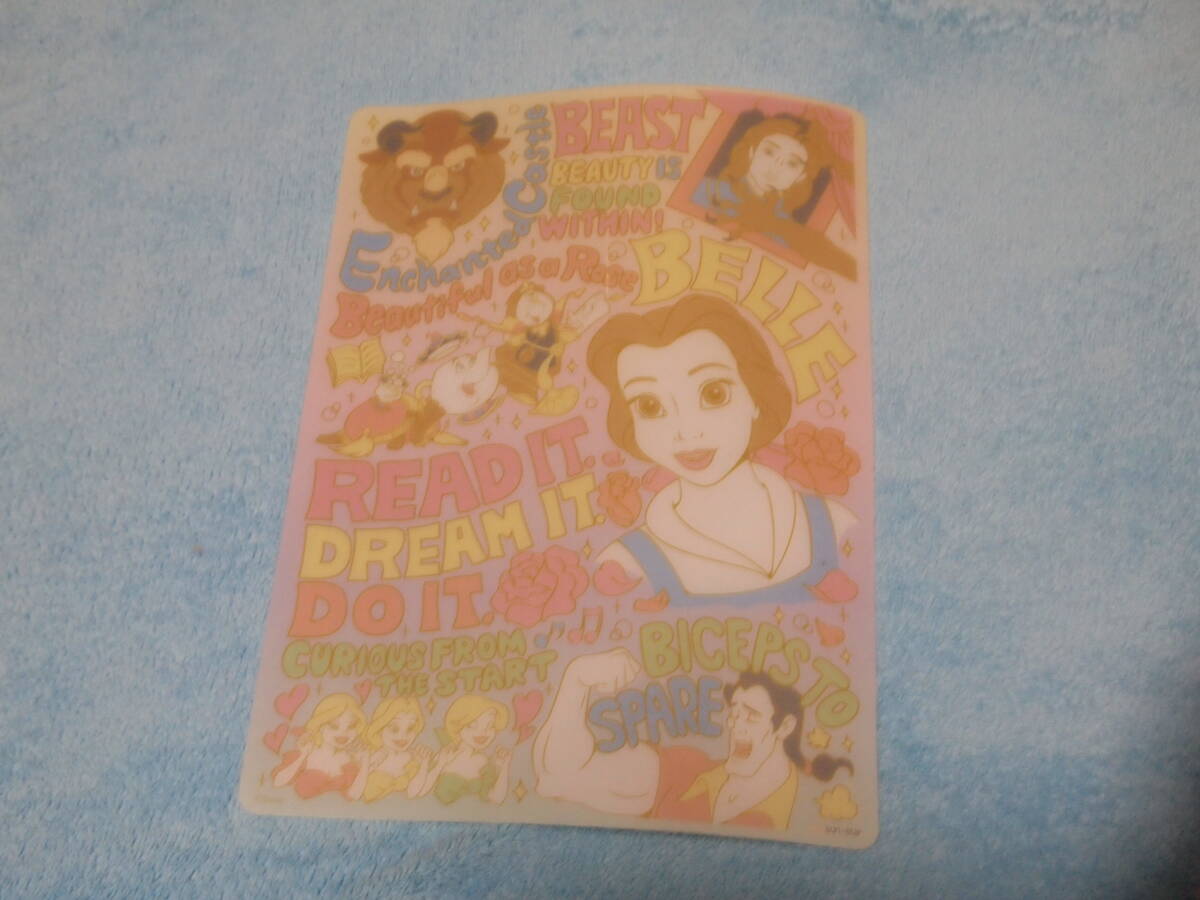 BEAST
BEAUTY IS
FOUND
WITHIN!
Enchanted Castle
Beautiful as a Rose
BELLE
READ IT.
DREAM IT.
DO IT.
CURIOUS FROM
THE START
BICEPS TO
SPARE